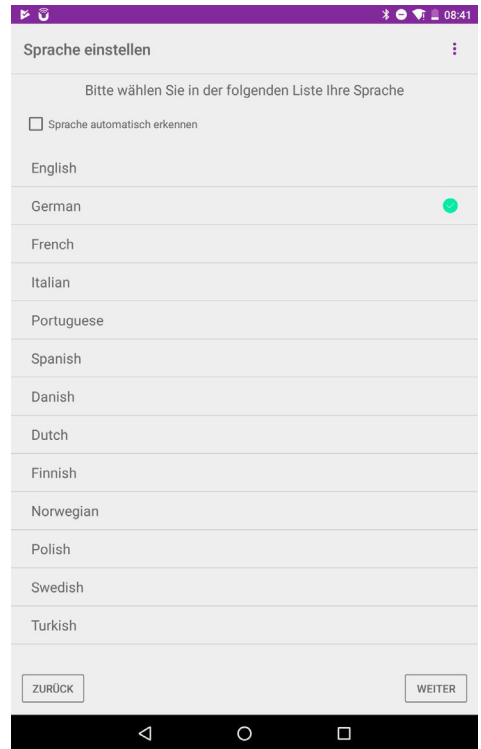 08:41
Sprache einstellen
Bitte wählen Sie in der folgenden Liste Ihre Sprache
Sprache automatisch erkennen
English
German
French
Italian
Portuguese
Spanish
Danish
Dutch
Finnish
Norwegian
Polish
Swedish
Turkish
ZURÜCK WEITER